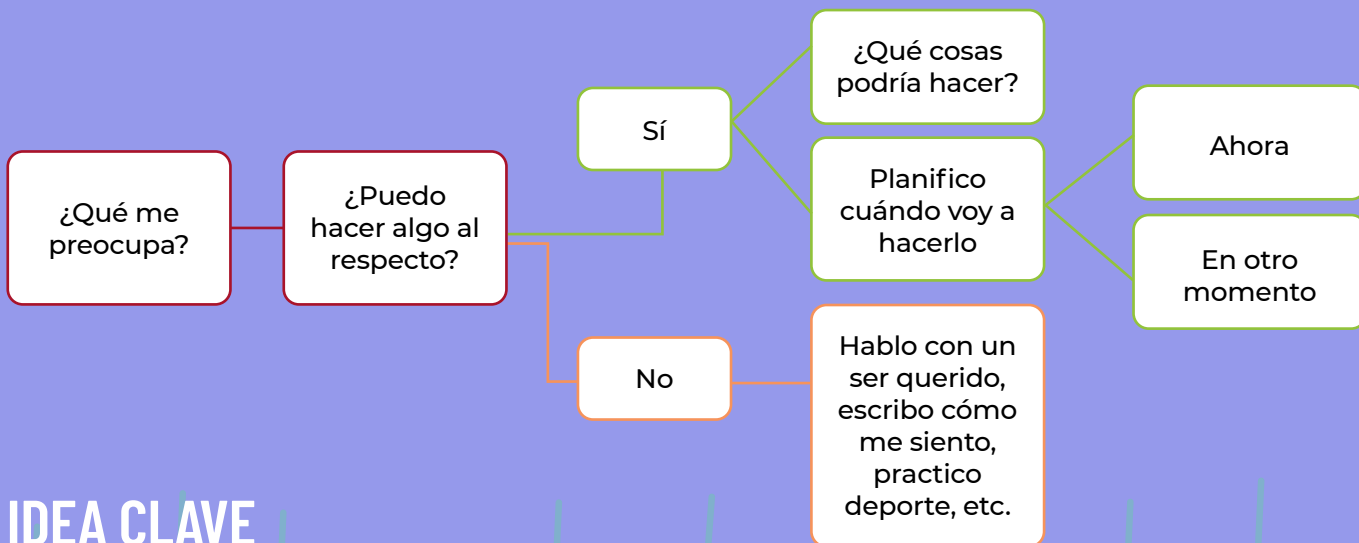 ¿Qué me
preocupa?
¿Puedo
hacer algo al
respecto?
Sí
¿Qué cosas
podría hacer?
Planifico
cuándo voy a
hacerlo
Ahora
En otro
momento
No
Hablo con un
ser querido,
escribo cómo
me siento,
practico
deporte, etc.
IDEA CLAVE